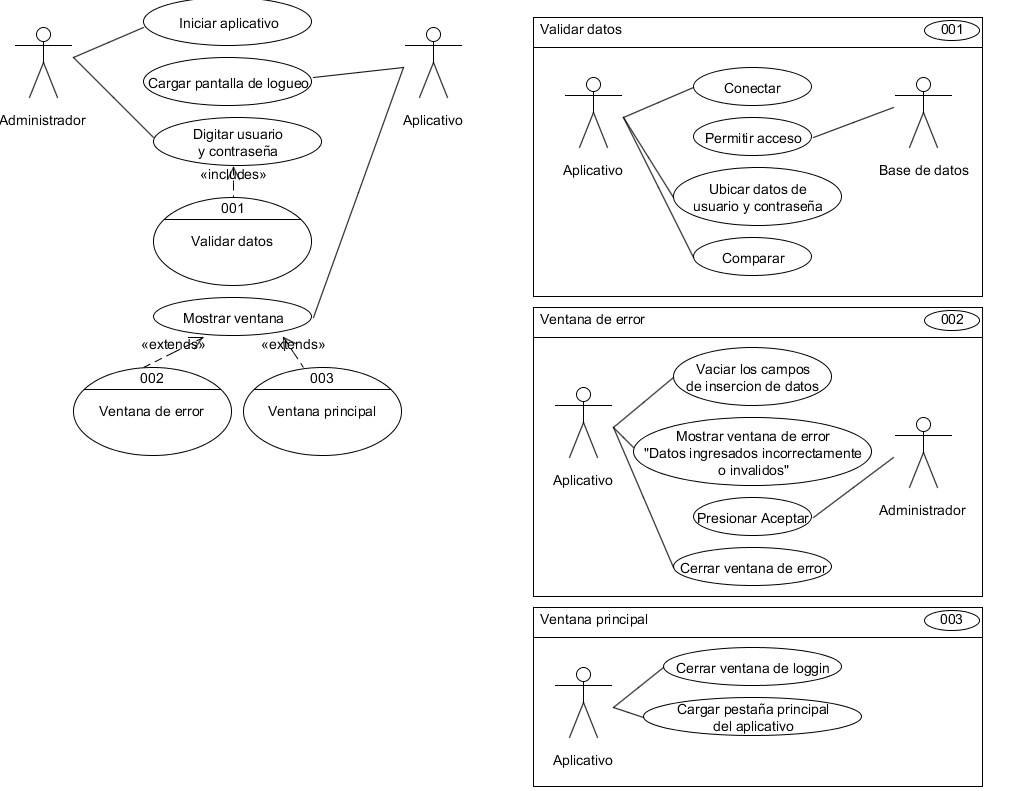 Iniciar aplicativo
Administrador
Cargar pantalla de logueo
Aplicativo
Digitar usuario
y contraseña
«includes»
001
Validar datos
Mostrar ventana
«extends»
«extends»
002
Ventana de error
003
Ventana principal
Validar datos
001
Conectar
Aplicativo
Permitir acceso
Base de datos
Ubicar datos de
usuario y contraseña
Comparar
Ventana de error
002
Vaciar los campos
de insercion de datos
Aplicativo
Mostrar ventana de error
"Datos ingresados incorrectamente
o invalidos"
Administrador
Presionar Aceptar
Cerrar ventana de error
Ventana principal
003
Cerrar ventana de loggin
Aplicativo
Cargar pestaña principal
del aplicativo